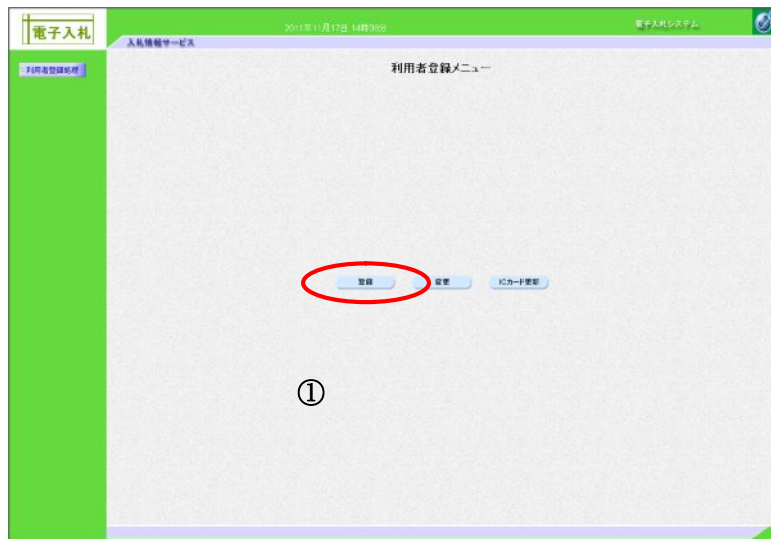 電子入札
2011年11月17日 14時08分
電子入札システム
入札情報サービス
利用者登録処理
利用者登録メニュー
登録
変更
ICカード更新
①